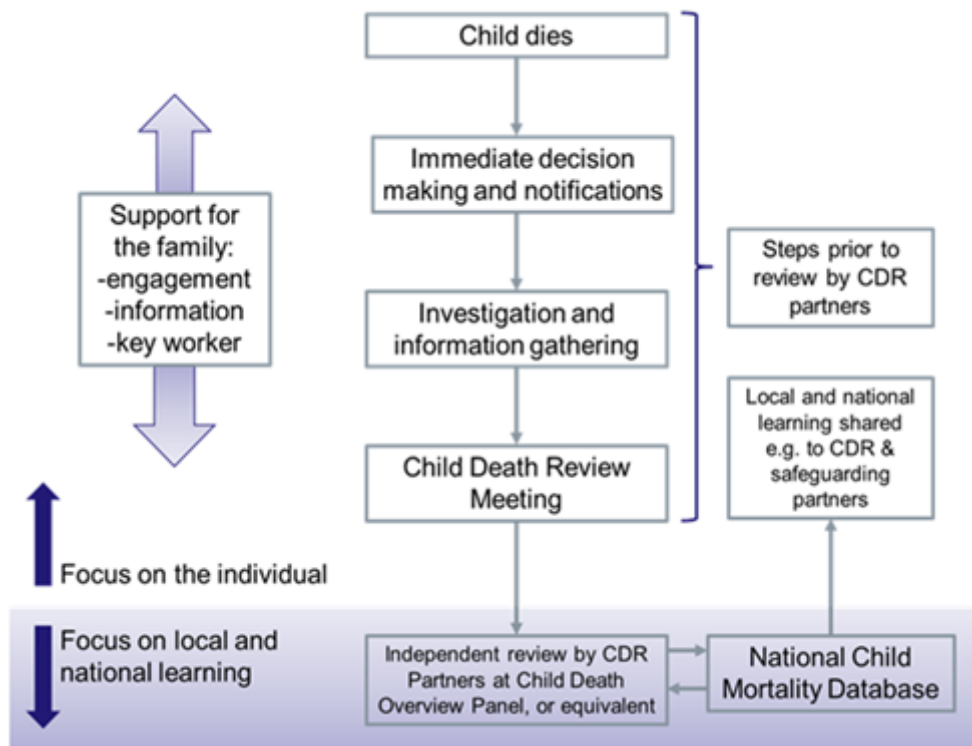 Child dies
Immediate decision
making and notifications
Support for
the family:
-engagement
-information
-key worker
Steps prior to
review by CDR
partners
Investigation and
information gathering
Local and national
learning shared
e.g. to CDR &
safeguarding
partners
Child Death Review
Meeting
Focus on the individual
Focus on local and
national learning
Independent review by CDR
Partners at Child Death
Overview Panel, or equivalent
National Child
Mortality Database